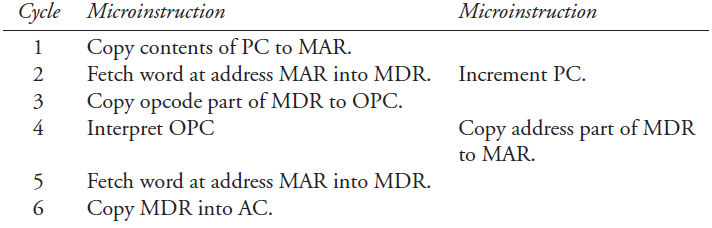 Cycle Microinstruction Microinstruction
1 Copy contents of PC to MAR.
2 Fetch word at address MAR into MDR. Increment PC.
3 Copy opcode part of MDR to OPC.
4 Interpret OPC Copy address part of MDR
to MAR.
5 Fetch word at address MAR into MDR.
6 Copy MDR into AC.